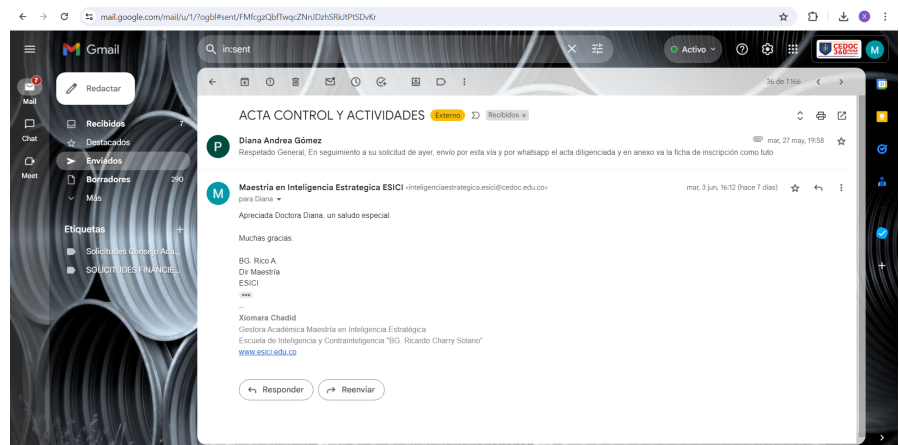 mail.google.com/mail/u/1/?ogbl#sent/FMfcgzQbfTwqcZNnJDzhSRkJtPtSDvKr
X
Gmail
in:sent
Activo
CEDOC
360
M
7
Mail
Redactar
36 de 7.166
Chat
Meet
Recibidos 7
Destacados
Enviados
Borradores 290
Más
Etiquetas +
Solicitudes Consejo Aca...
SOLICITUDES FINANCIE...
ACTA CONTROL Y ACTIVIDADES Externo Recibidos x
P
Diana Andrea Gómez mar, 27 may, 19:58
Respetado General, En seguimiento a su solicitud de ayer, envío por esta vía y por whatsapp el acta diligenciada y en anexo va la ficha de inscripción como tuto
M
Maestría en Inteligencia Estrategica ESICI <inteligenciaestrategica.esici@cedoc.edu.co> mar, 3 jun, 16:12 (hace 7 días)
para Diana
Apreciada Doctora Diana, un saludo especial.
Muchas gracias.
BG. Rico A.
Dir Maestría
ESICI
...
--
Xiomara Chadid
Gestora Académica Maestría en Inteligencia Estratégica
Escuela de Inteligencia y Contrainteligencia "BG. Ricardo Charry Solano"
www.esici.edu.co
Responder Reenviar